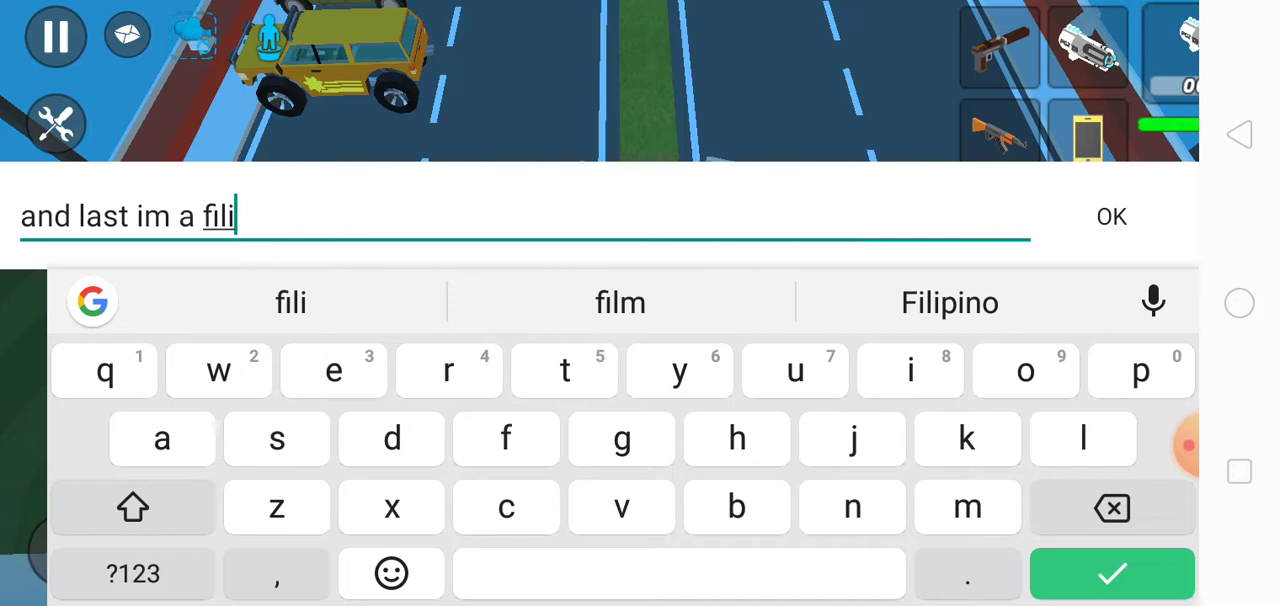 and last im a fili
OK
fili film Filipino
q 1 w 2 e 3 r 4 t 5 y 6 u 7 i 8 o 9 p 0
a s d f g h j k l
z x c v b n m
?123 , .